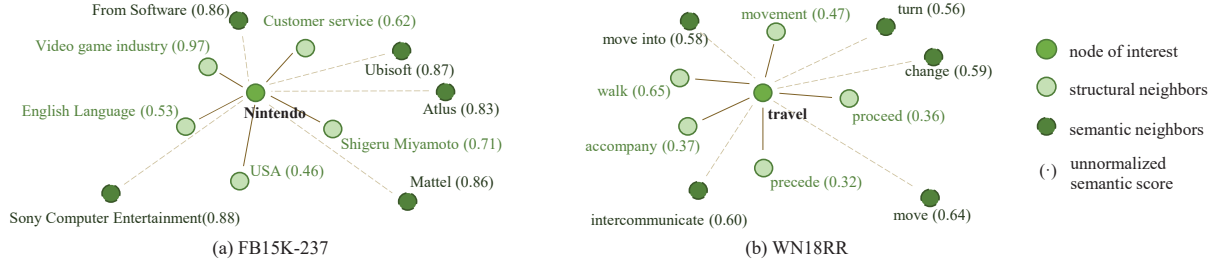 From Software (0.86)
Customer service (0.62)
Video game industry (0.97)
Ubisoft (0.87)
English Language (0.53)
Nintendo
Atlus (0.83)
Shigeru Miyamoto (0.71)
USA (0.46)
Mattel (0.86)
Sony Computer Entertainment(0.88)
(a) FB15K-237
movement (0.47)
turn (0.56)
move into (0.58)
change (0.59)
walk (0.65)
travel
proceed (0.36)
accompany (0.37)
precede (0.32)
intercommunicate (0.60)
move (0.64)
(b) WN18RR
node of interest
structural neighbors
semantic neighbors
(·) unnormalized
semantic score